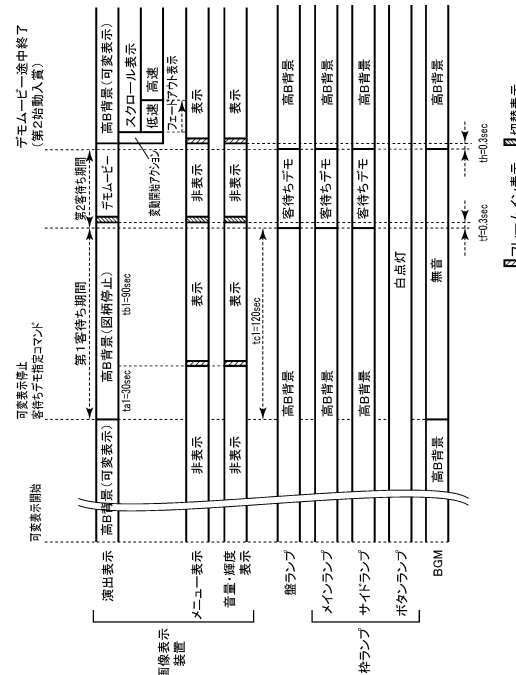 可変表示開始
可変表示停止
客待ちデモ指定コマンド
デモムービー途中終了
(第2始動入賞)
第1客待ち期間
第2客待ち期間
画像表示
装置
演出表示
高B背景(可変表示)
高B背景(図柄停止)
デモムービー
高B背景(可変表示)
ta1=30sec
tb1=90sec
変動開始アクション
スクロール表示
低速
高速
フェードアウト表示
メニュー表示
非表示
表示
非表示
表示
音量・輝度
表示
非表示
表示
非表示
表示
tc1=120sec
盤ランプ
高B背景
客待ちデモ
高B背景
枠ランプ
メインランプ
高B背景
客待ちデモ
高B背景
サイドランプ
高B背景
客待ちデモ
高B背景
ボタンランプ
白点灯
BGM
高B背景
無音
高B背景
tf=0.3sec
th=0.3sec
フレームイン表示
切替表示